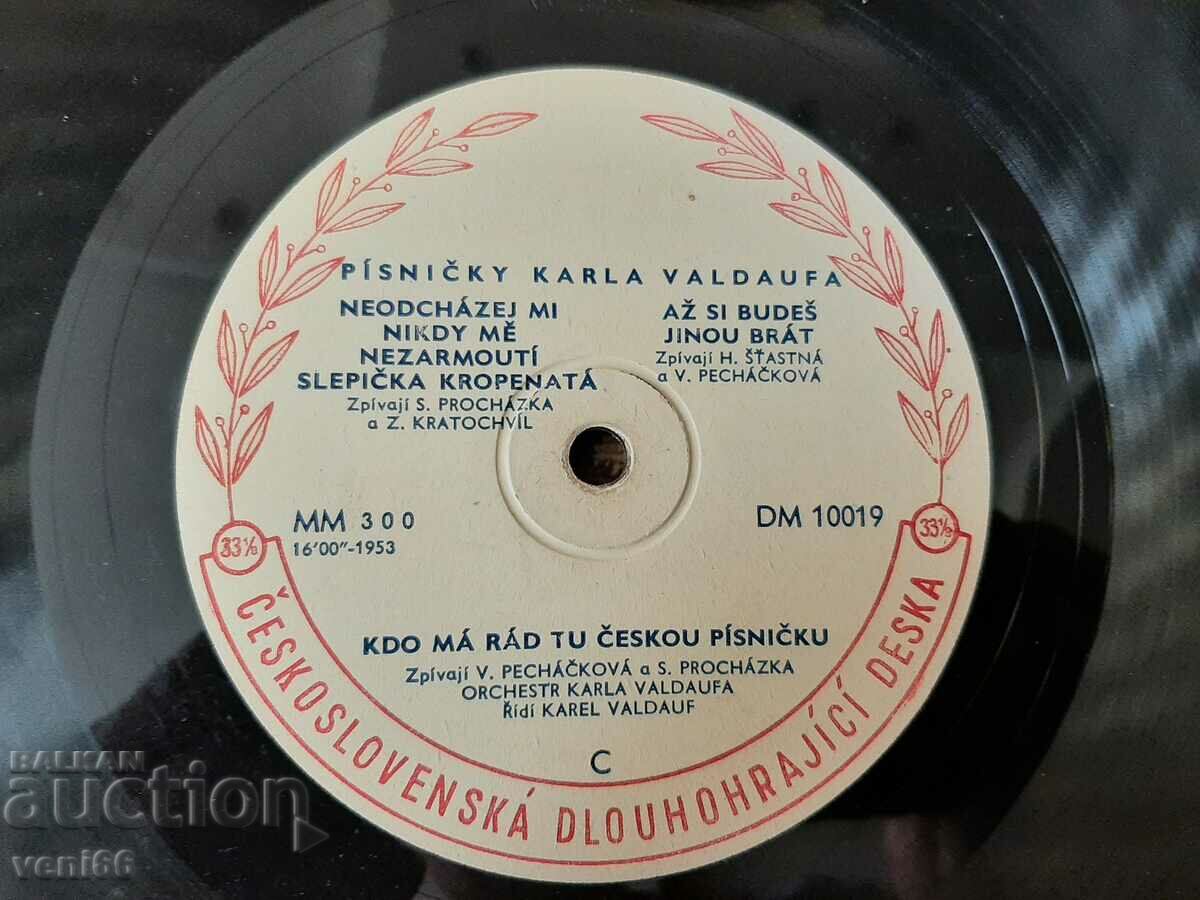 PÍSNIČKY KARLA VALDAUFA
NEODCHÁZEJ MI
NIKDY MĚ
NEZARMOUTÍ
SLEPIČKA KROPENATÁ
Zpívají S. PROCHÁZKA
a Z. KRATOCHVÍL
AŽ SI BUDEŠ
JINOU BRÁT
Zpívají H. ŠŤASTNÁ
a V. PECHÁČKOVÁ
MM 300
16'00"-1953
DM 10019
33⅓
33⅓
KDO MÁ RÁD TU ČESKOU PÍSNIČKU
Zpívají V. PECHÁČKOVÁ a S. PROCHÁZKA
ORCHESTR KARLA VALDAUFA
Řídí KAREL VALDAUF
C
ČESKOSLOVENSKÁ DLOUHOHRAJÍCÍ DESKA
BALKAN
auction
veni66